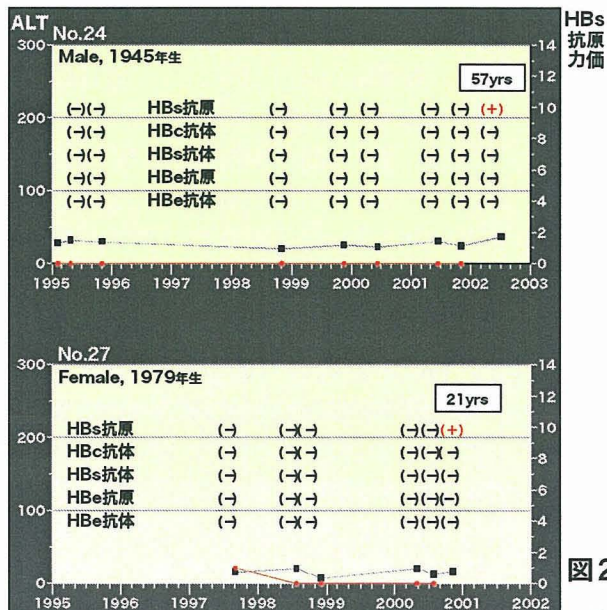 ALT
No.24
HBs
抗原
力価
300
14
Male, 1945年生
12
57yrs
10
200
HBs抗原 (-)(-) (-) (-) (-) (-) (-) (+)
HBc抗体 (-)(-) (-) (-) (-) (-) (-) (-)
8
HBs抗体 (-)(-) (-) (-) (-) (-) (-) (-)
6
HBe抗原 (-)(-) (-) (-) (-) (-) (-) (-)
100
HBe抗体 (-)(-) (-) (-) (-) (-) (-) (-)
4
2
0
0
1995 1996 1997 1998 1999 2000 2001 2002 2003
No.27
300
14
Female, 1979年生
12
21yrs
10
200
HBs抗原 (-) (-)(-) (-)(-)(+)
HBc抗体 (-) (-)(-) (-)(-)(-)
8
HBs抗体 (-) (-)(-) (-)(-)(-)
6
HBe抗原 (-) (-)(-) (-)(-)(-)
100
HBe抗体 (-) (-)(-) (-)(-)(-)
4
2
0
0
1995 1996 1997 1998 1999 2000 2001 2002
図2